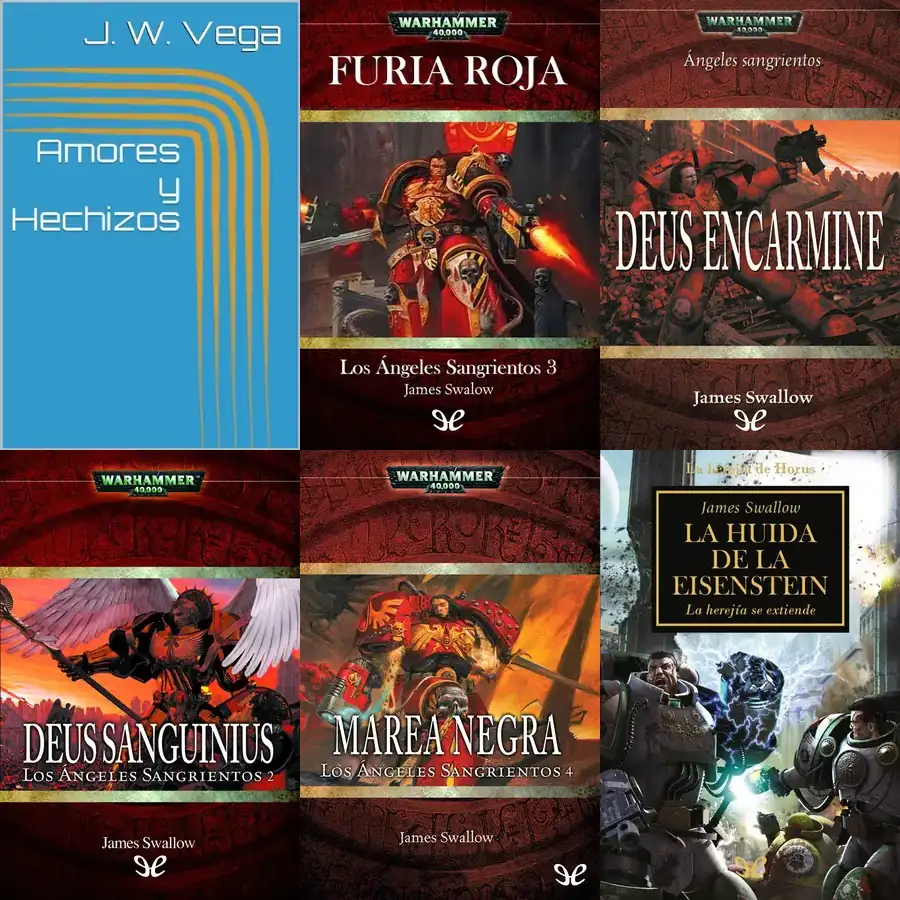 J. W. Vega
Amores
y
Hechizos
WARHAMMER
40,000
FURIA ROJA
Los Ángeles Sangrientos 3
James Swalow
WARHAMMER
40,000
Ángeles sangrientos
DEUS ENCARMINE
James Swallow
WARHAMMER
40,000
DEUS SANGUINIUS
LOS ÁNGELES SANGRIENTOS 2
James Swallow
WARHAMMER
40,000
MAREA NEGRA
LOS ÁNGELES SANGRIENTOS 4
James Swallow
La herejía de Horus
James Swallow
LA HUIDA
DE LA
EISENSTEIN
La herejía se extiende